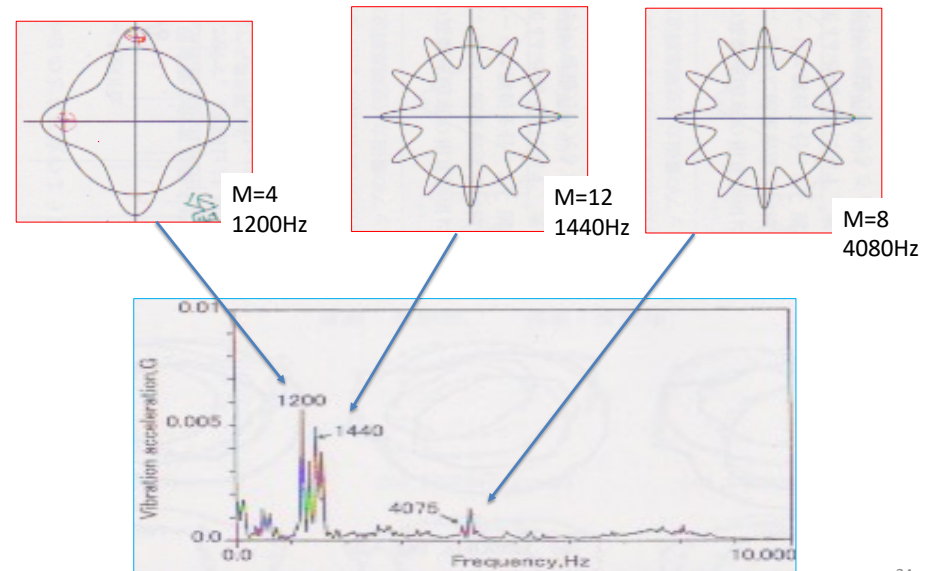 M=4
1200Hz
M=12
1440Hz
M=8
4080Hz
0.01
1200
1440
0.005
4075
0.0
0.0
10,000
Vibration acceleration,G
Frequency,Hz